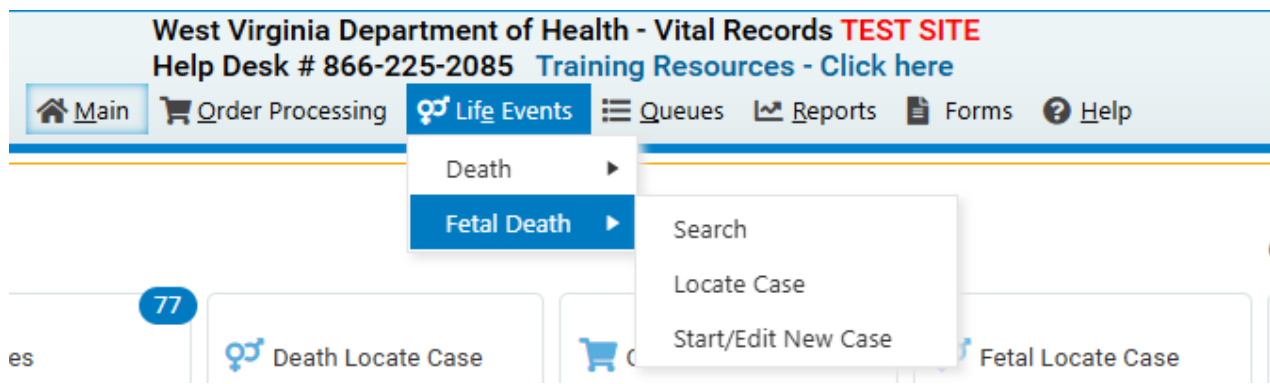 West Virginia Department of Health - Vital Records TEST SITE
Help Desk # 866-225-2085 Training Resources - Click here
Main Order Processing Life Events Queues Reports Forms Help
Death
Fetal Death
Search
Locate Case
Start/Edit New Case
77
es
Death Locate Case
Fetal Locate Case